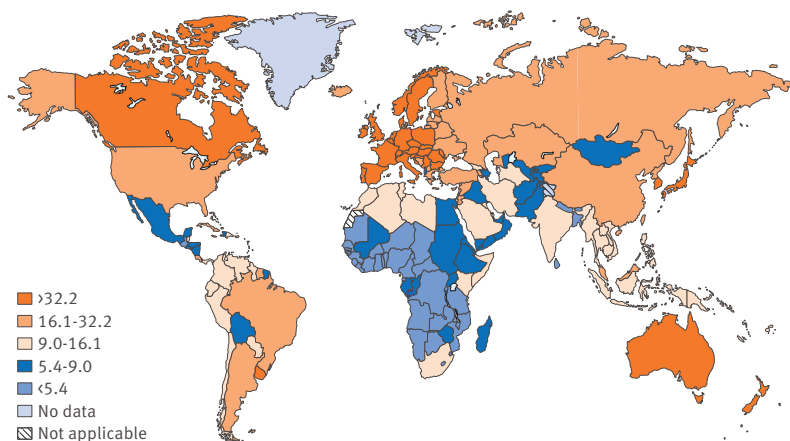 ›32.2
16.1-32.2
9.0-16.1
5.4-9.0
‹5.4
No data
Not applicable